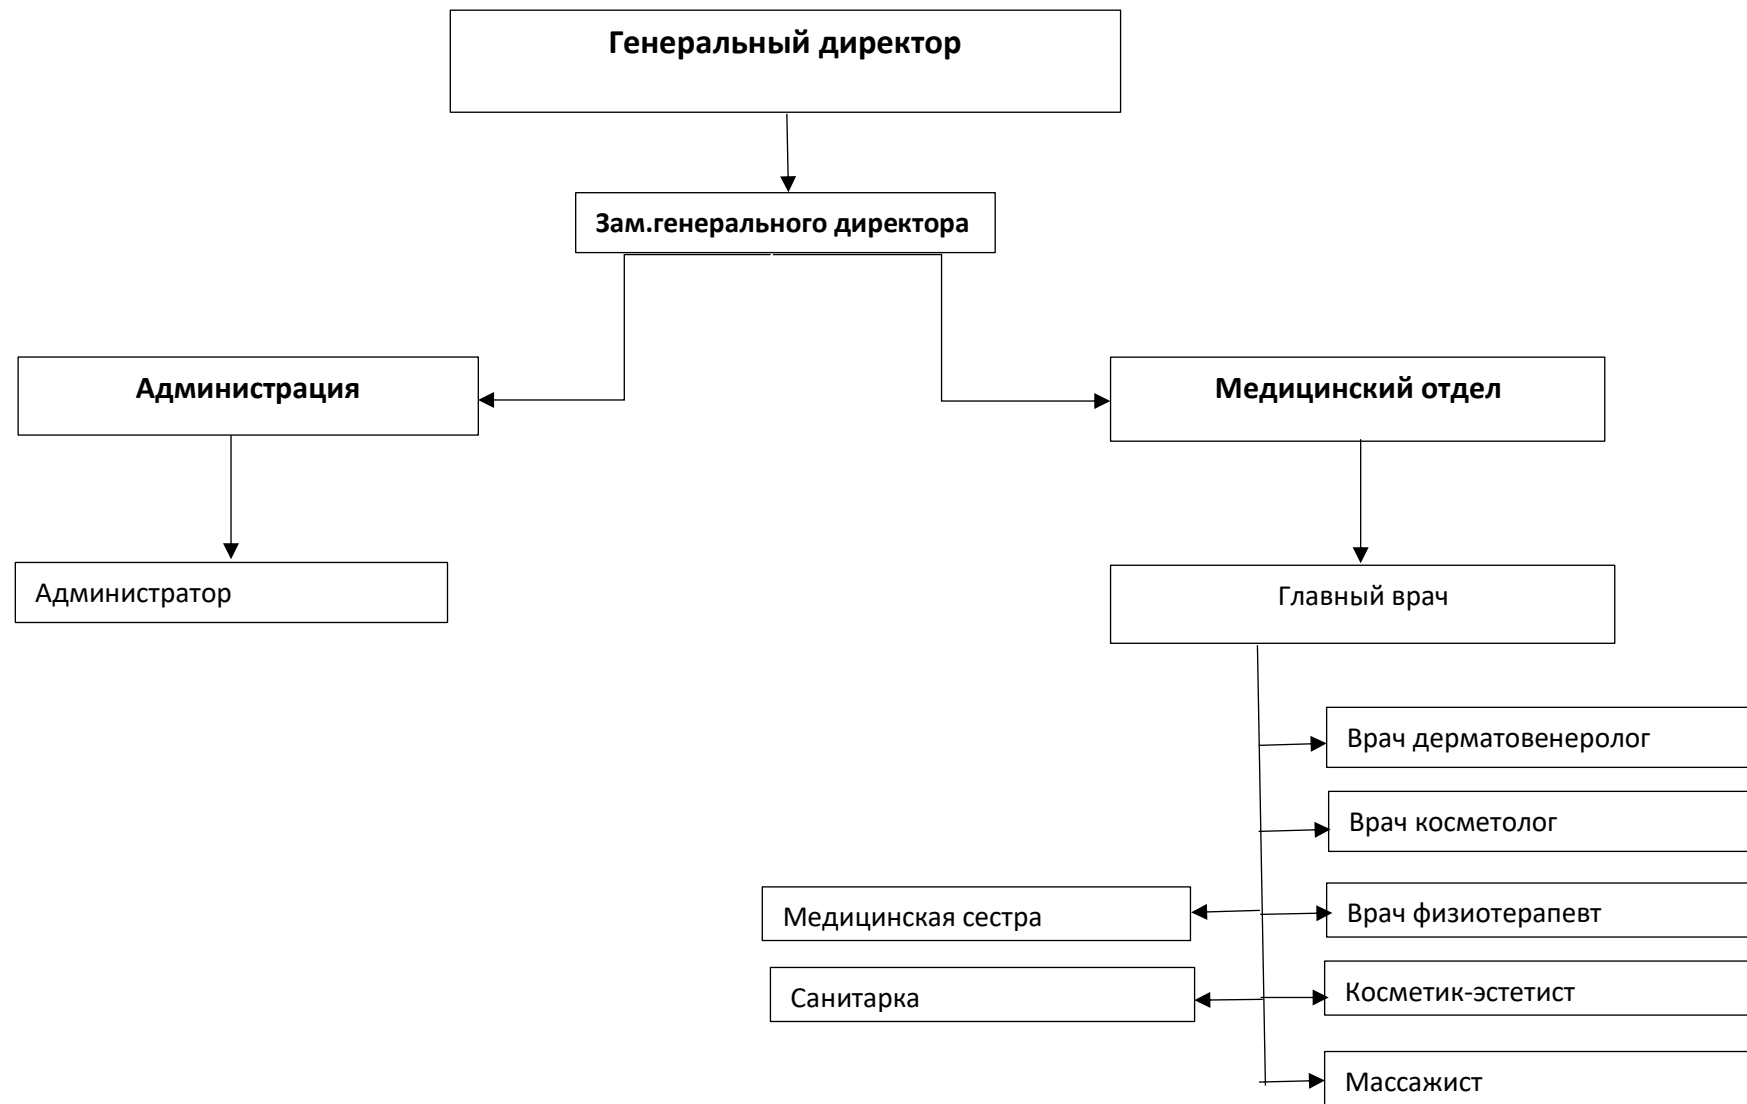 Генеральный директор
Зам.генерального директора
Администрация
Медицинский отдел
Администратор
Главный врач
Врач дерматовенеролог
Врач косметолог
Медицинская сестра
Врач физиотерапевт
Санитарка
Косметик-эстетист
Массажист